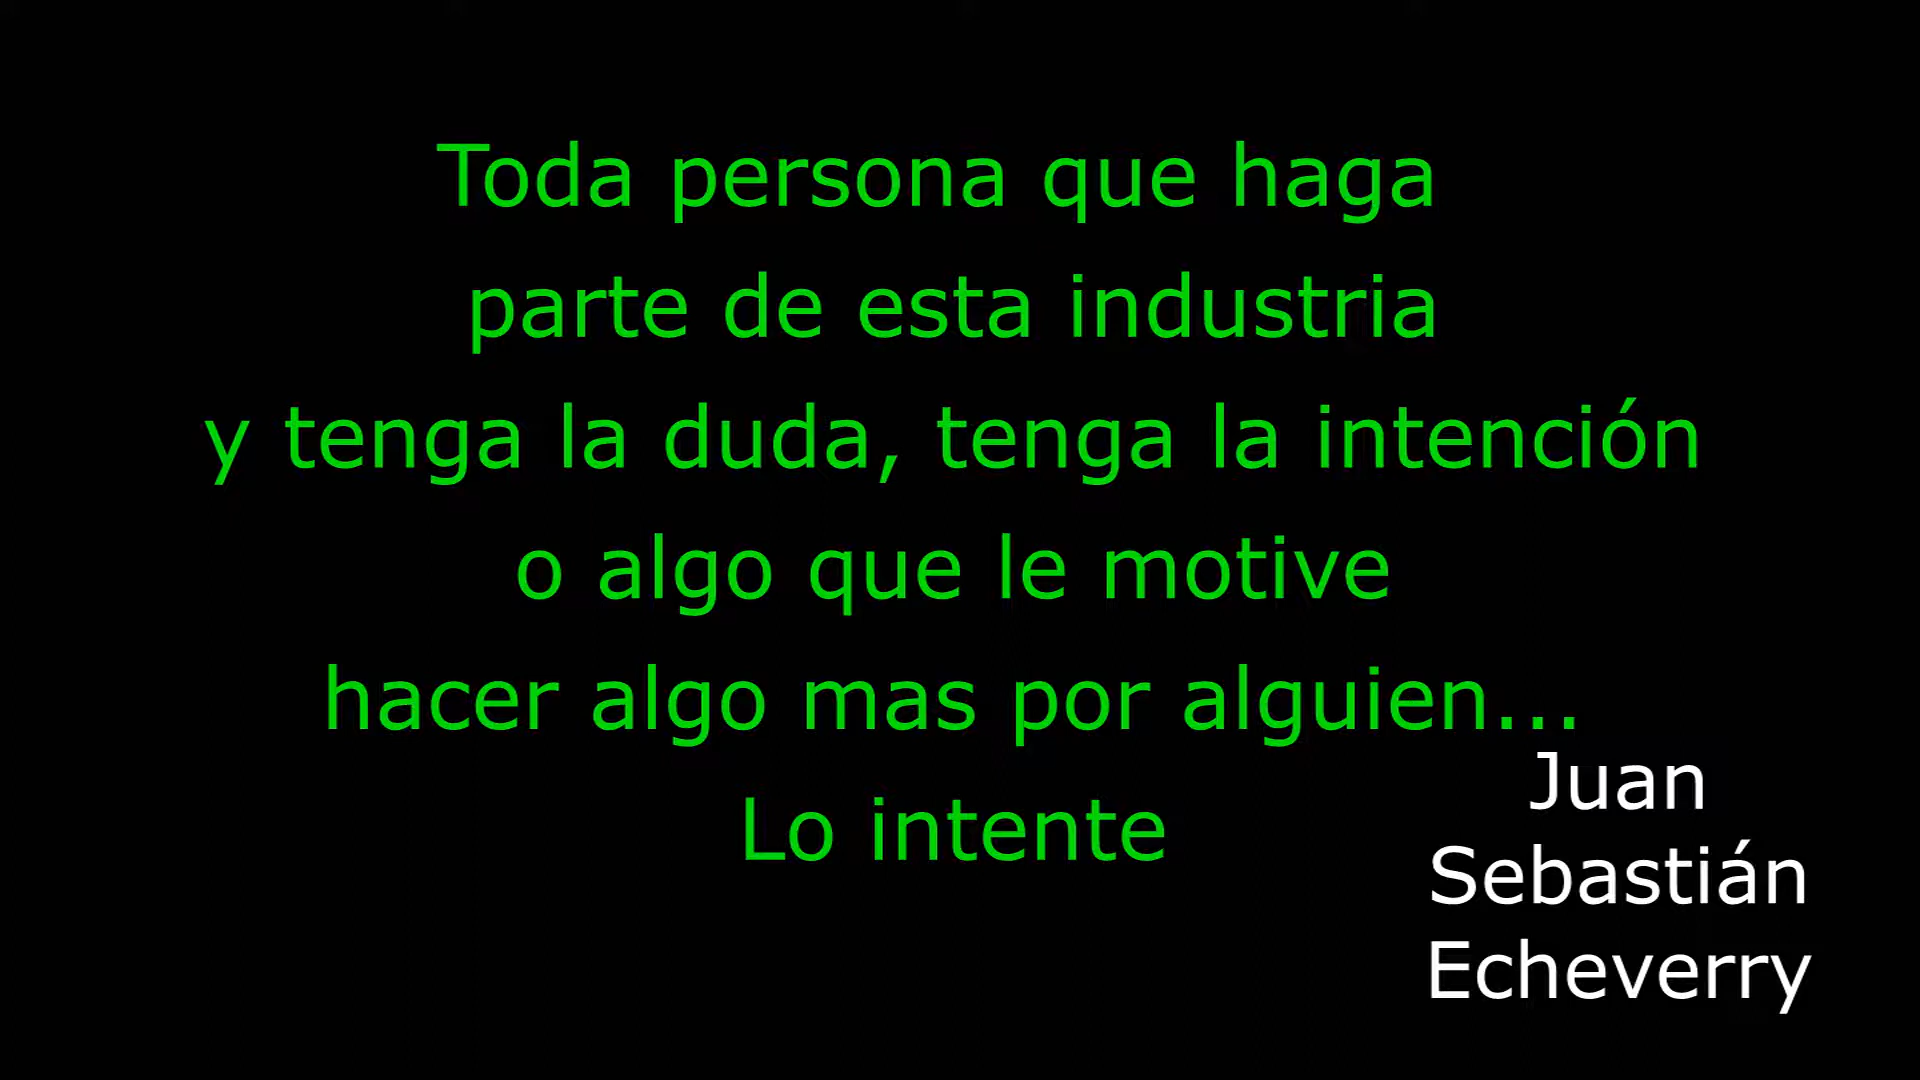 Toda persona que haga
parte de esta industria
y tenga la duda, tenga la intención
o algo que le motive
hacer algo mas por alguien...
Lo intente
Juan
Sebastián
Echeverry